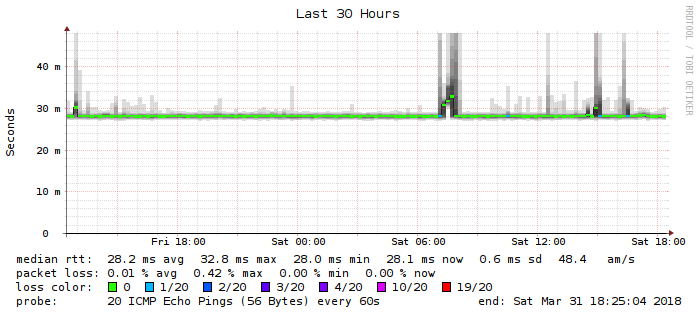 Last 30 Hours
RRDTOOL / TOBI OETIKER
Seconds
40 m
30 m
20 m
10 m
0
Fri 18:00 Sat 00:00 Sat 06:00 Sat 12:00 Sat 18:00
median rtt: 28.2 ms avg 32.8 ms max 28.0 ms min 28.1 ms now 0.6 ms sd 48.4 am/s
packet loss: 0.01 % avg 0.42 % max 0.00 % min 0.00 % now
loss color: 0 1/20 2/20 3/20 4/20 10/20 19/20
probe: 20 ICMP Echo Pings (56 Bytes) every 60s end: Sat Mar 31 18:25:04 2018